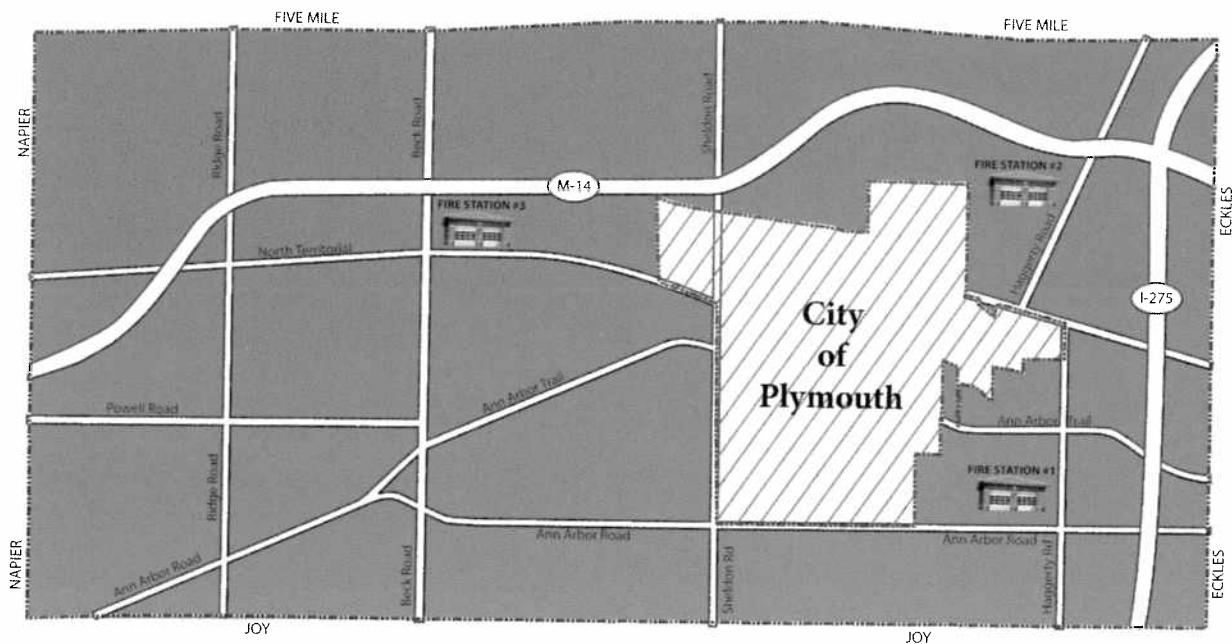 FIVE MILE
FIVE MILE
NAPIER
Ridge Road
Beck Road
Sheldon Road
M-14
FIRE STATION #2
FIRE STATION #3
ECKLES
North Territorial
Haggerty Road
I-275
City
of
Plymouth
Ann Arbor Trail
Powell Road
Ann Arbor Trail
FIRE STATION #1
Ridge Road
Ann Arbor Road
Ann Arbor Road
Ann Arbor Road
NAPIER
Beck Road
Sheldon Rd
Haggerty Rd
ECKLES
JOY
JOY